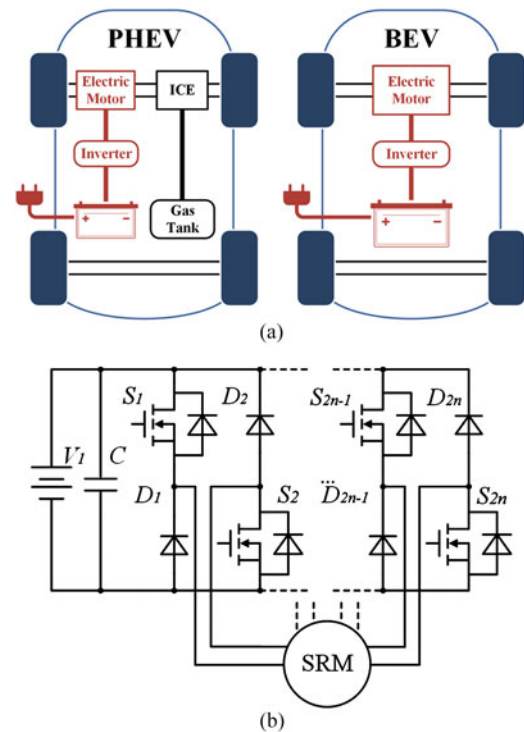 PHEV
BEV
Electric
Motor
ICE
Electric
Motor
Inverter
Inverter
+ −
Gas
Tank
+ −
(a)
S1
D2
S2n-1
D2n
V1
C
D1
S2
... D2n-1
S2n
SRM
(b)